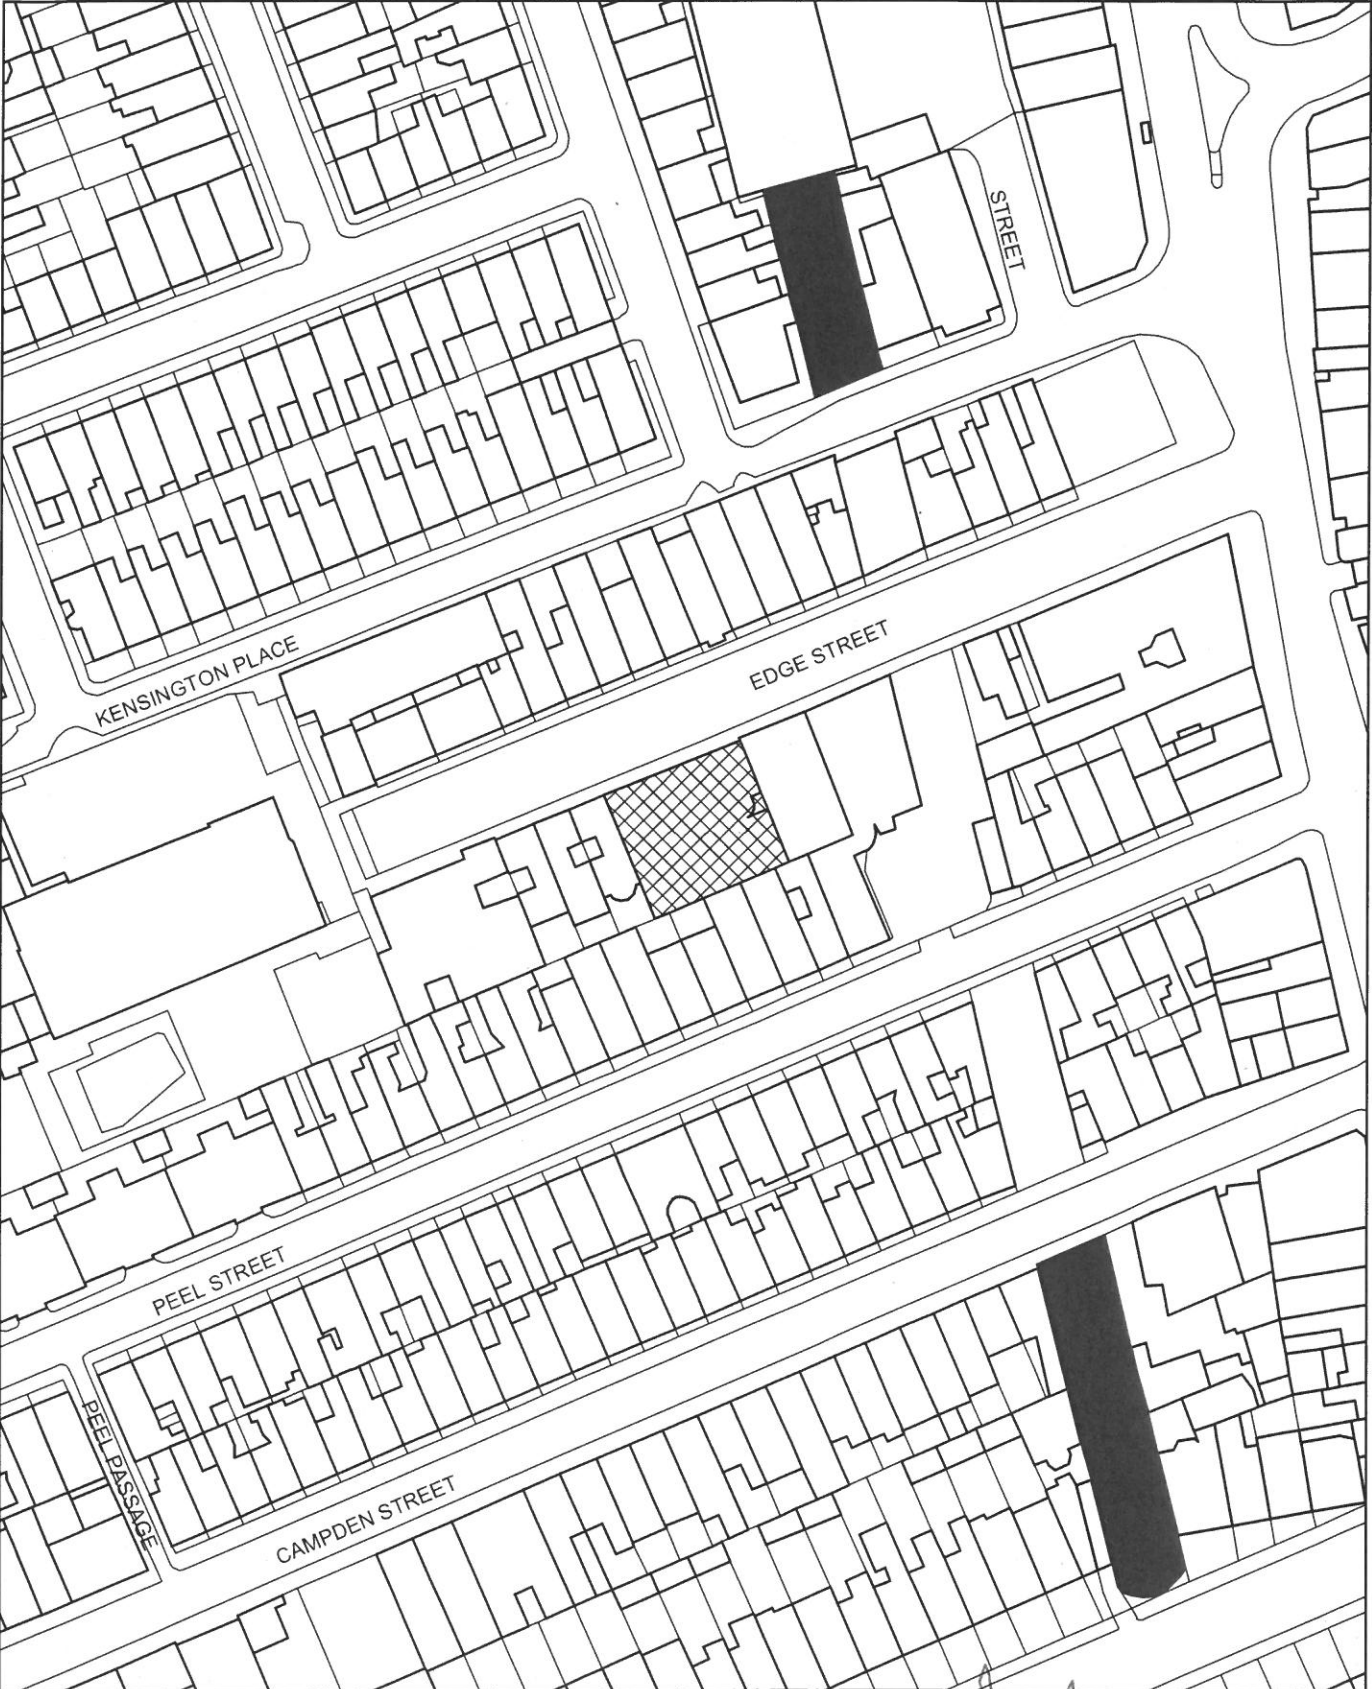 STREET
KENSINGTON PLACE
EDGE STREET
PEEL STREET
PEEL PASSAGE
CAMPDEN STREET